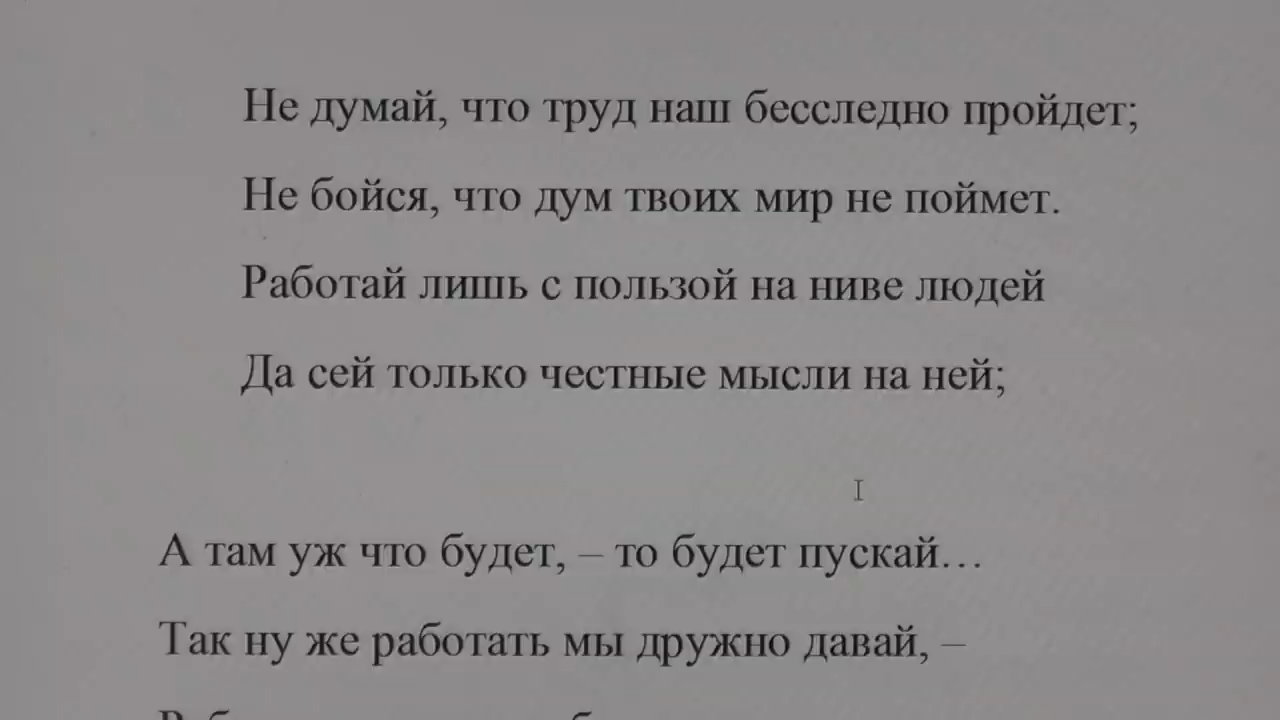 Не думай, что труд наш бесследно пройдет;
Не бойся, что дум твоих мир не поймет.
Работай лишь с пользой на ниве людей
Да сей только честные мысли на ней;
А там уж что будет, – то будет пускай…
Так ну же работать мы дружно давай, –